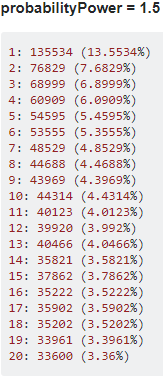 probabilityPower = 1.5
1: 135534 (13.5534%)
2: 76829 (7.6829%)
3: 68999 (6.8999%)
4: 60909 (6.0909%)
5: 54595 (5.4595%)
6: 53555 (5.3555%)
7: 48529 (4.8529%)
8: 44688 (4.4688%)
9: 43969 (4.3969%)
10: 44314 (4.4314%)
11: 40123 (4.0123%)
12: 39920 (3.992%)
13: 40466 (4.0466%)
14: 35821 (3.5821%)
15: 37862 (3.7862%)
16: 35222 (3.5222%)
17: 35902 (3.5902%)
18: 35202 (3.5202%)
19: 33961 (3.3961%)
20: 33600 (3.36%)